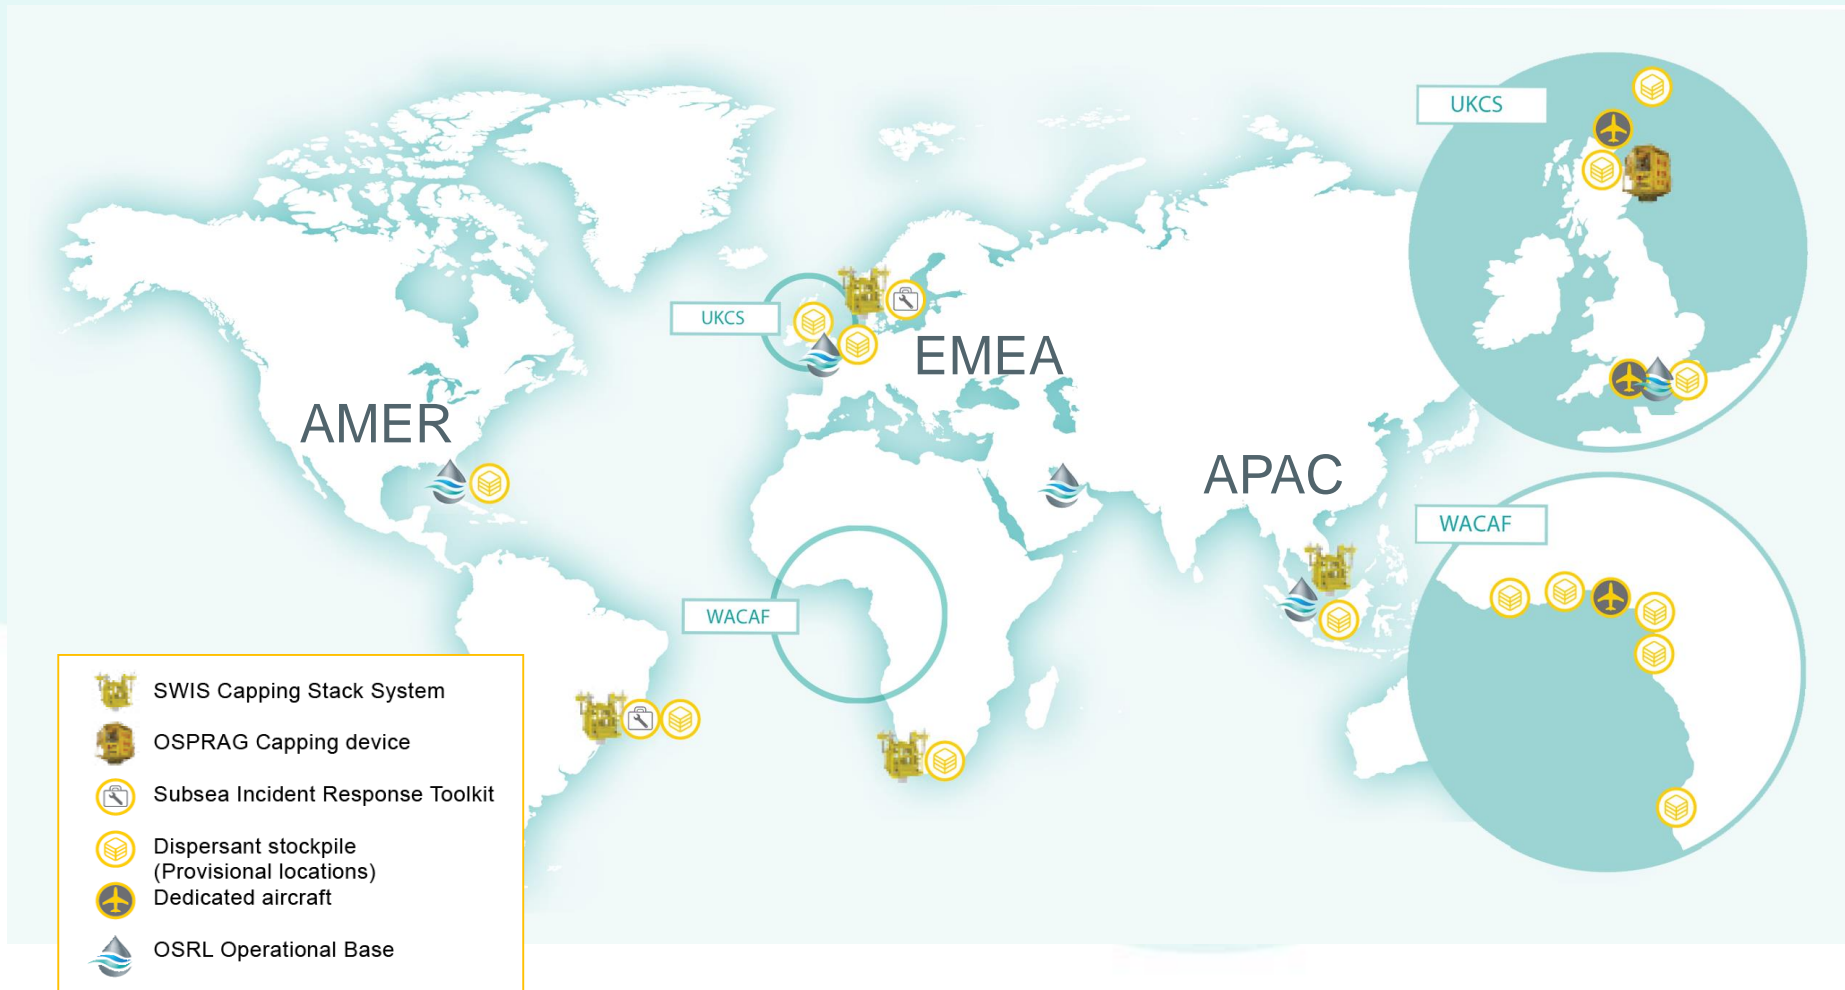 UKCS
UKCS
EMEA
AMER
APAC
WACAF
WACAF
SWIS Capping Stack System
OSPRAG Capping device
Subsea Incident Response Toolkit
Dispersant stockpile
(Provisional locations)
Dedicated aircraft
OSRL Operational Base